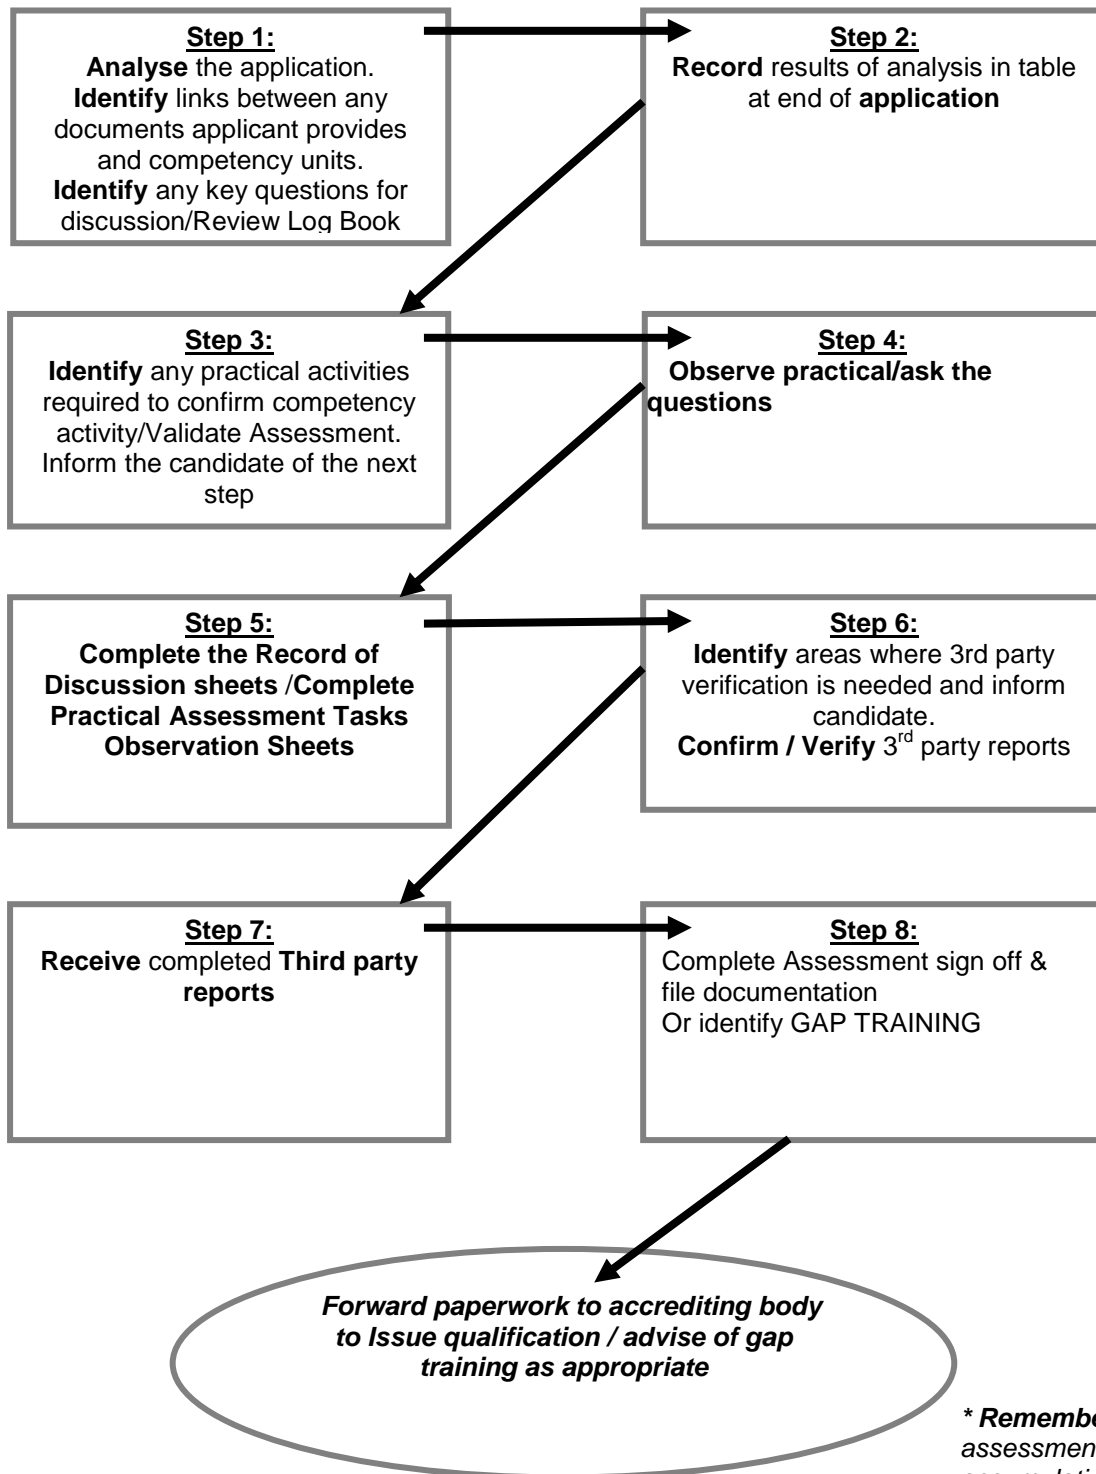 Step 1:
Analyse the application.
Identify links between any
documents applicant provides
and competency units.
Identify any key questions for
discussion/Review Log Book
Step 2:
Record results of analysis in table
at end of application
Step 3:
Identify any practical activities
required to confirm competency
activity/Validate Assessment.
Inform the candidate of the next
step
Step 4:
Observe practical/ask the
questions
Step 5:
Complete the Record of
Discussion sheets /Complete
Practical Assessment Tasks
Observation Sheets
Step 6:
Identify areas where 3rd party
verification is needed and inform
candidate.
Confirm / Verify 3rd party reports
Step 7:
Receive completed Third party
reports
Step 8:
Complete Assessment sign off &
file documentation
Or identify GAP TRAINING
Forward paperwork to accrediting body
to Issue qualification / advise of gap
training as appropriate
* Remembe
assessment